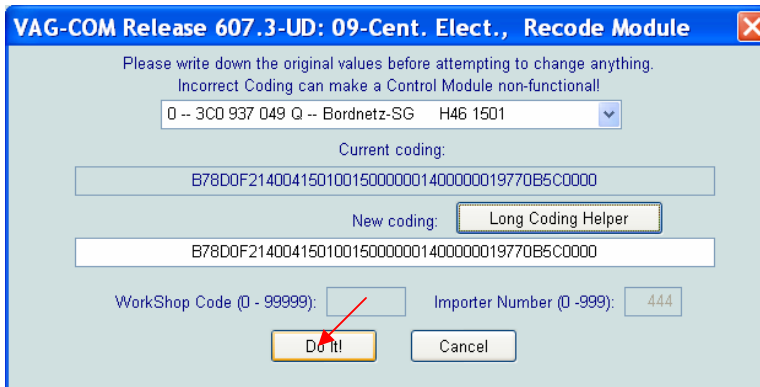 VAG-COM Release 607.3-UD: 09-Cent. Elect., Recode Module
Please write down the original values before attempting to change anything.
Incorrect Coding can make a Control Module non-functional!
0 -- 3C0 937 049 Q -- Bordnetz-SG H46 1501
Current coding:
B78D0F214004150100150000001400000019770B5C0000
New coding: Long Coding Helper
B78D0F214004150100150000001400000019770B5C0000
WorkShop Code (0 - 99999): Importer Number (0 -999): 444
Do It! Cancel